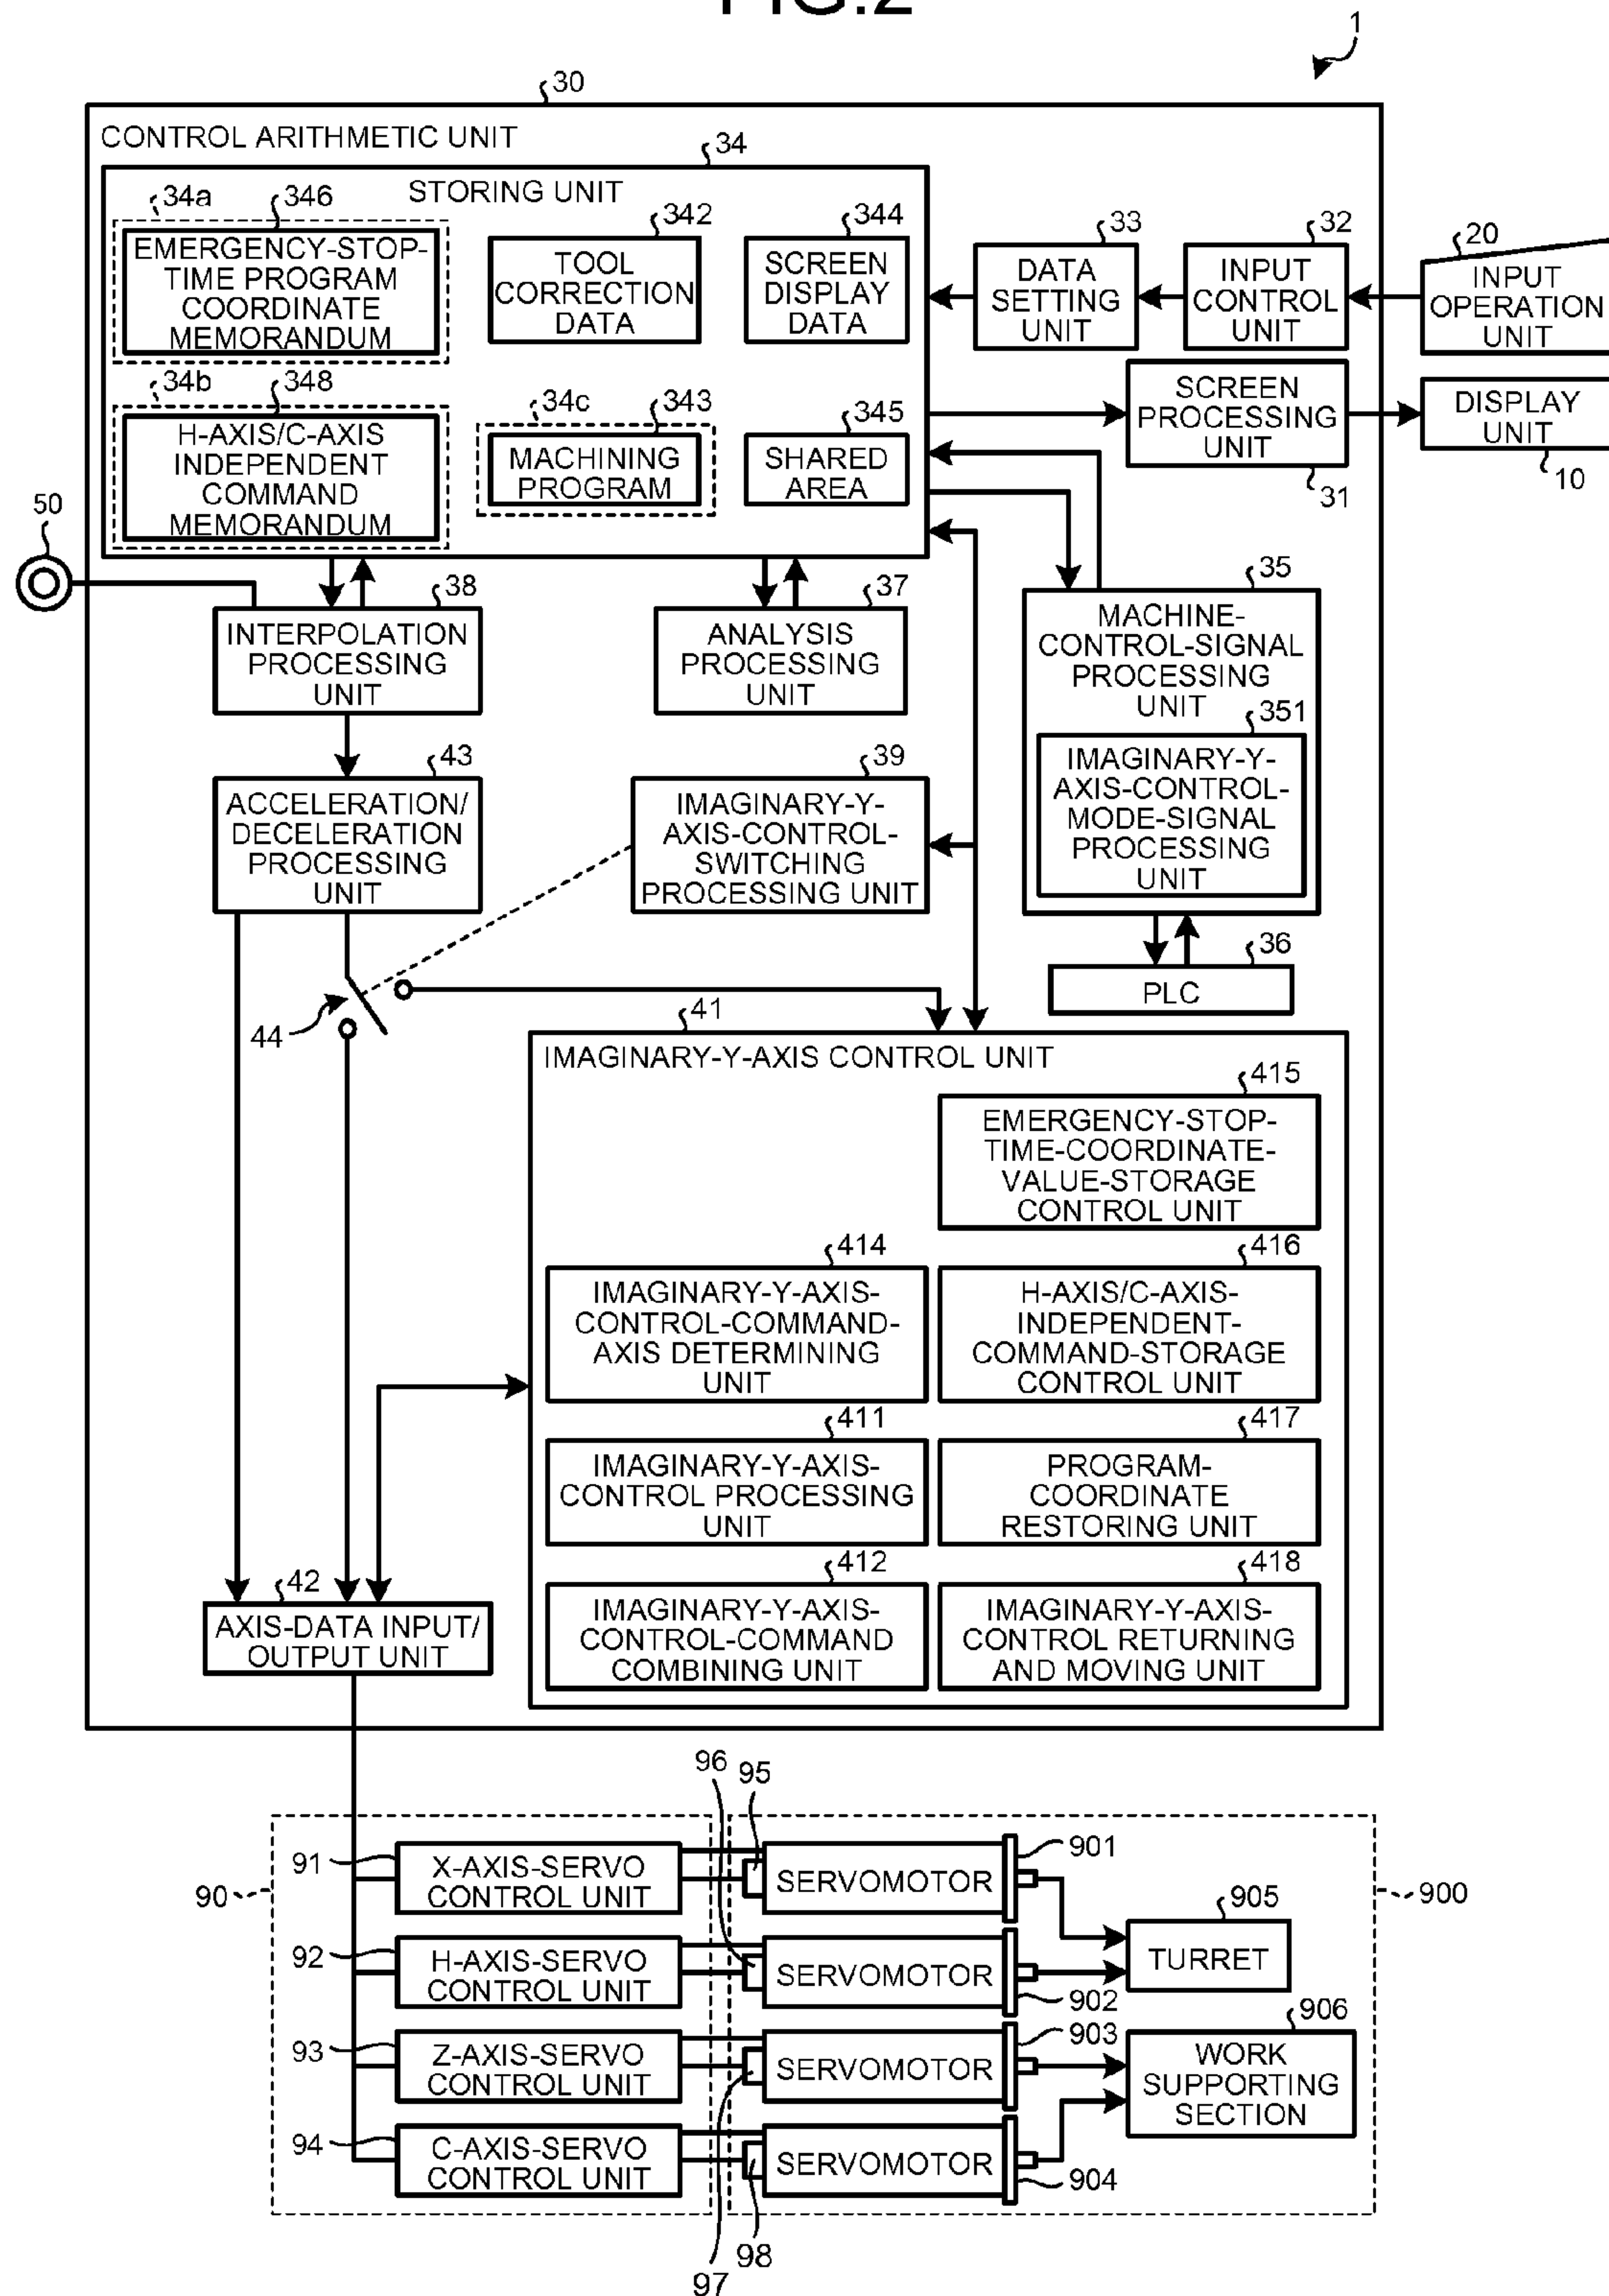 FIG.2
1
30
CONTROL ARITHMETIC UNIT
34
STORING UNIT
34a
346
EMERGENCY-STOP-
TIME PROGRAM
COORDINATE
MEMORANDUM
342
TOOL
CORRECTION
DATA
344
SCREEN
DISPLAY
DATA
33
DATA
SETTING
UNIT
32
INPUT
CONTROL
UNIT
20
INPUT
OPERATION
UNIT
34b
348
H-AXIS/C-AXIS
INDEPENDENT
COMMAND
MEMORANDUM
34c
343
MACHINING
PROGRAM
345
SHARED
AREA
SCREEN
PROCESSING
UNIT
31
DISPLAY
UNIT
10
50
38
INTERPOLATION
PROCESSING
UNIT
37
ANALYSIS
PROCESSING
UNIT
35
MACHINE-
CONTROL-SIGNAL
PROCESSING
UNIT
351
IMAGINARY-Y-
AXIS-CONTROL-
MODE-SIGNAL
PROCESSING
UNIT
43
ACCELERATION/
DECELERATION
PROCESSING
UNIT
39
IMAGINARY-Y-
AXIS-CONTROL-
SWITCHING
PROCESSING UNIT
36
PLC
44
41
IMAGINARY-Y-AXIS CONTROL UNIT
415
EMERGENCY-STOP-
TIME-COORDINATE-
VALUE-STORAGE
CONTROL UNIT
414
IMAGINARY-Y-AXIS-
CONTROL-COMMAND-
AXIS DETERMINING
UNIT
416
H-AXIS/C-AXIS-
INDEPENDENT-
COMMAND-STORAGE
CONTROL UNIT
411
IMAGINARY-Y-AXIS-
CONTROL PROCESSING
UNIT
417
PROGRAM-
COORDINATE
RESTORING UNIT
412
IMAGINARY-Y-AXIS-
CONTROL-COMMAND
COMBINING UNIT
418
IMAGINARY-Y-AXIS-
CONTROL RETURNING
AND MOVING UNIT
42
AXIS-DATA INPUT/
OUTPUT UNIT
96
95
90
91
X-AXIS-SERVO
CONTROL UNIT
SERVOMOTOR
901
900
905
TURRET
92
H-AXIS-SERVO
CONTROL UNIT
SERVOMOTOR
902
93
Z-AXIS-SERVO
CONTROL UNIT
SERVOMOTOR
903
906
WORK
SUPPORTING
SECTION
94
C-AXIS-SERVO
CONTROL UNIT
SERVOMOTOR
904
98
97